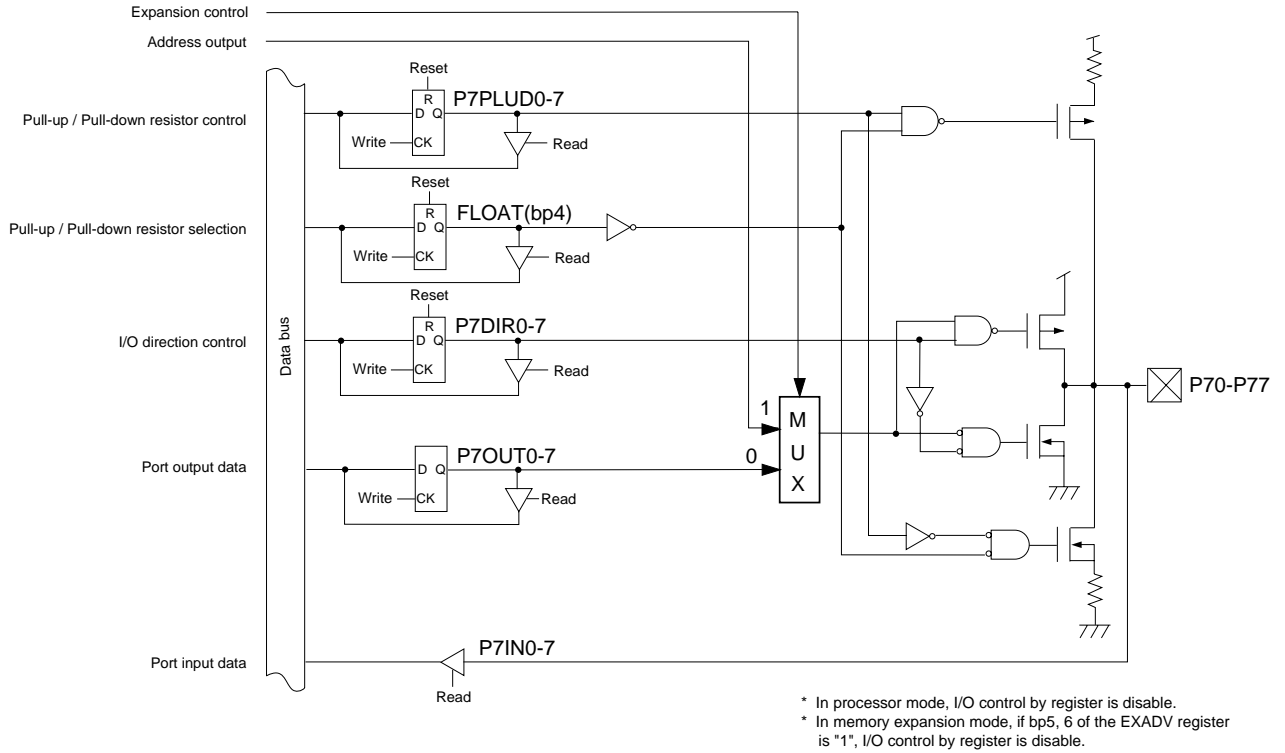 Expansion control
Address output
Reset
Pull-up / Pull-down resistor control
R
D Q
P7PLUD0-7
Write
CK
Read
Reset
Pull-up / Pull-down resistor selection
R
D Q
FLOAT(bp4)
Write
CK
Read
Reset
I/O direction control
R
D Q
P7DIR0-7
Write
CK
Read
Data bus
1
0
M
U
X
P70-P77
Port output data
D Q
P7OUT0-7
Write
CK
Read
Port input data
P7IN0-7
Read
* In processor mode, I/O control by register is disable.
* In memory expansion mode, if bp5, 6 of the EXADV register
is "1", I/O control by register is disable.